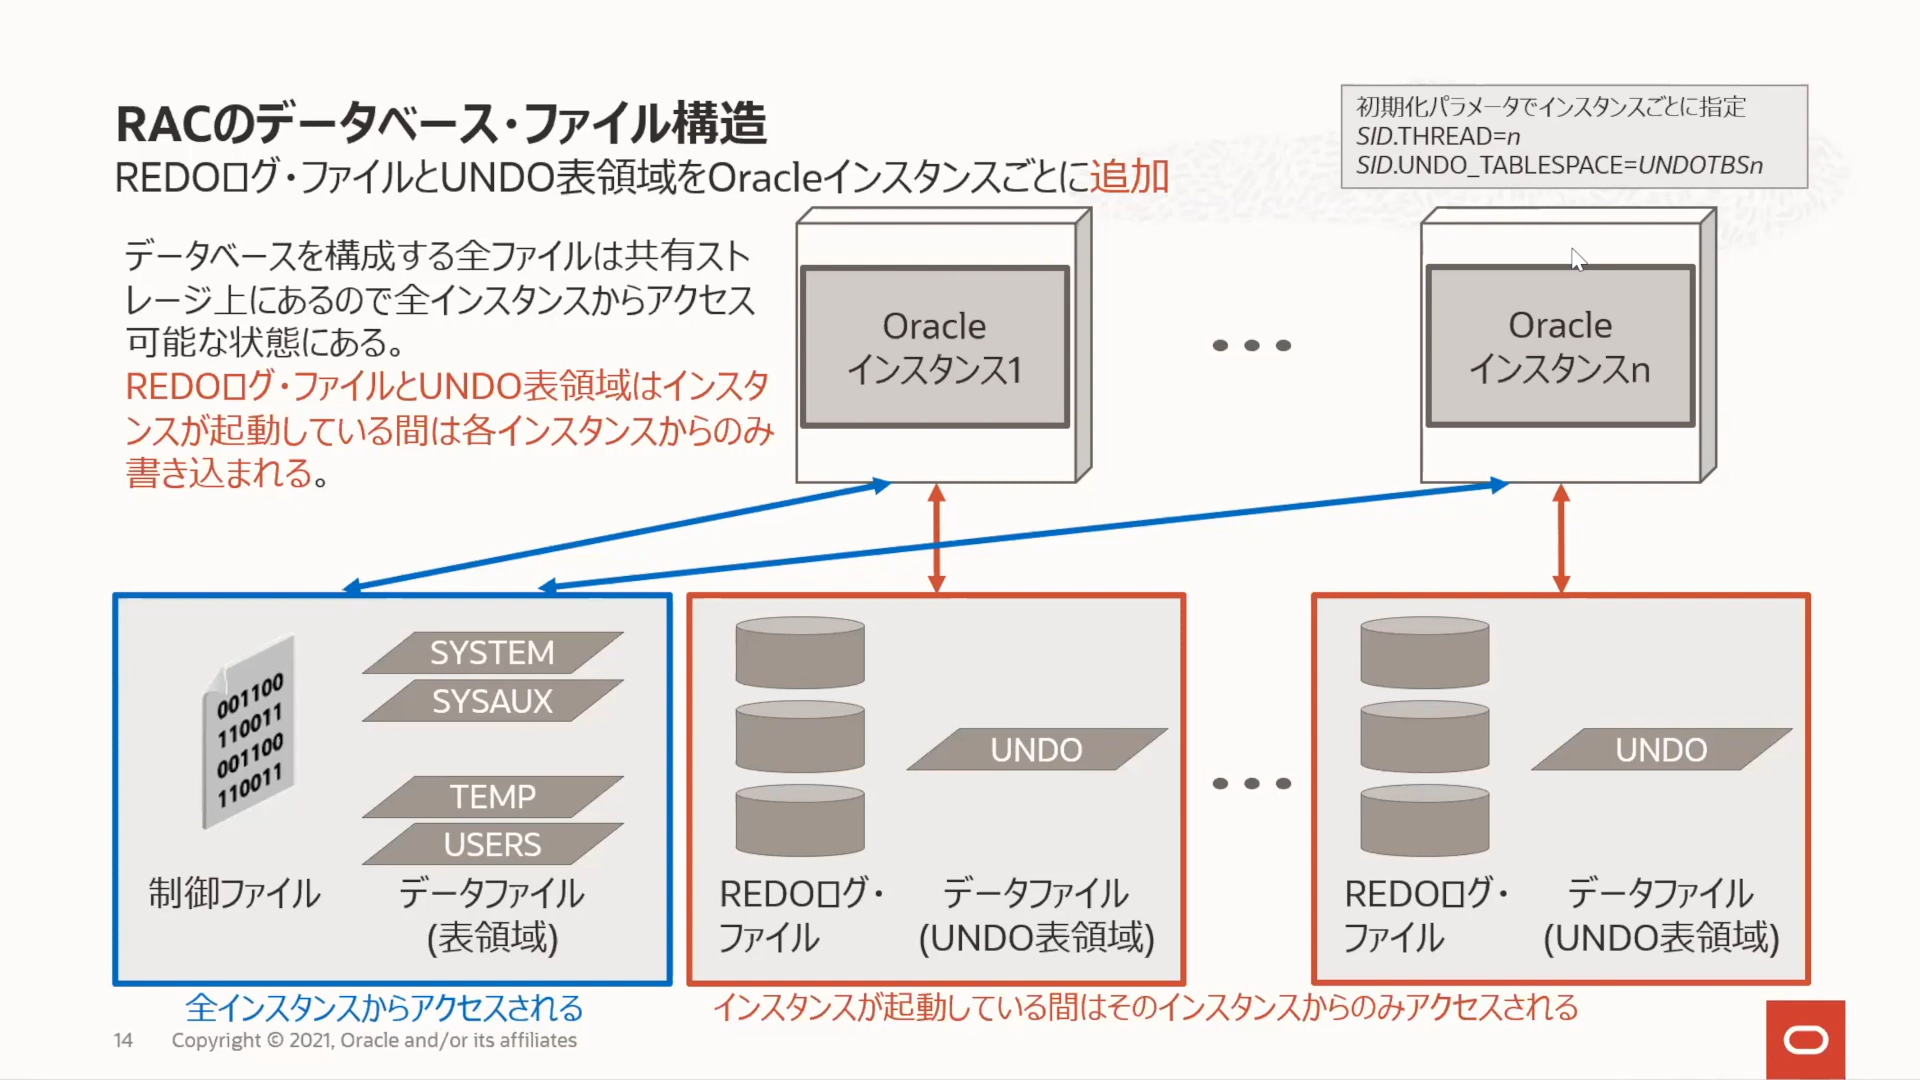 RACのデータベース・ファイル構造
REDOログ・ファイルとUNDO表領域をOracleインスタンスごとに追加
初期化パラメータでインスタンスごとに指定
SID.THREAD=n
SID.UNDO_TABLESPACE=UNDOTBSn
データベースを構成する全ファイルは共有スト
レージ上にあるので全インスタンスからアクセス
可能な状態にある。
REDOログ・ファイルとUNDO表領域はインスタ
ンスが起動している間は各インスタンスからのみ
書き込まれる。
Oracle
インスタンス1
Oracle
インスタンスn
001100
110011
001100
110011
制御ファイル
SYSTEM
SYSAUX
TEMP
USERS
データファイル
(表領域)
REDOログ・
ファイル
UNDO
データファイル
(UNDO表領域)
REDOログ・
ファイル
UNDO
データファイル
(UNDO表領域)
全インスタンスからアクセスされる
インスタンスが起動している間はそのインスタンスからのみアクセスされる
14 Copyright © 2021, Oracle and/or its affiliates